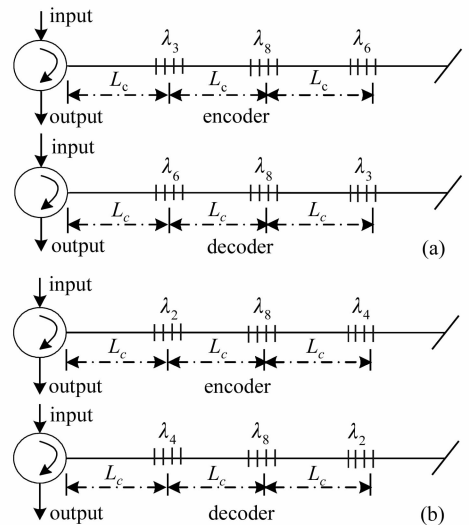 input
λ3 λ8 λ6
Lc Lc Lc
output encoder
input
λ6 λ8 λ3
Lc Lc Lc
output decoder (a)
input
λ2 λ8 λ4
Lc Lc Lc
output encoder
input
λ4 λ8 λ2
Lc Lc Lc
output decoder (b)